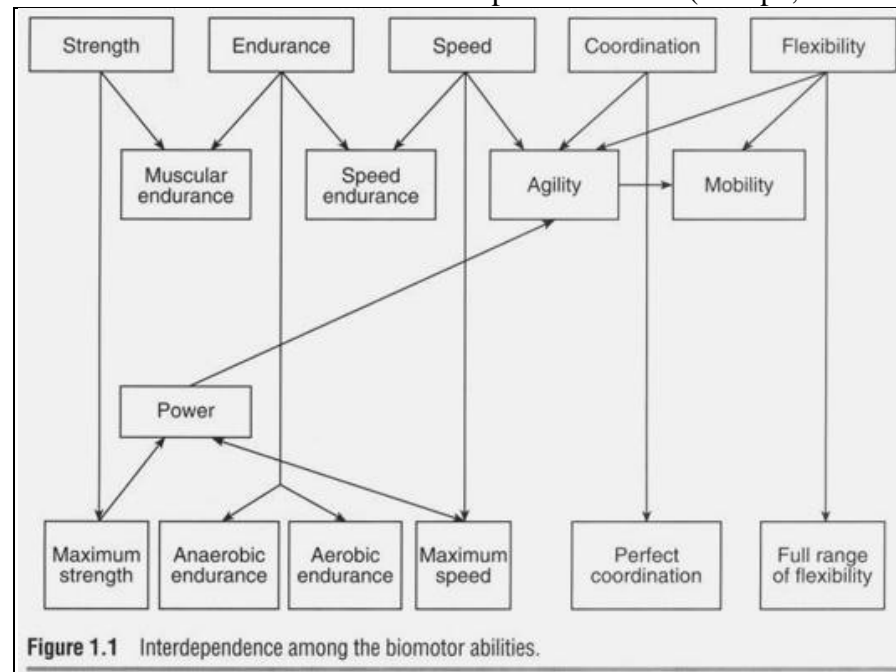 Strength
Endurance
Speed
Coordination
Flexibility
Muscular
endurance
Speed
endurance
Agility
Mobility
Power
Maximum
strength
Anaerobic
endurance
Aerobic
endurance
Maximum
speed
Perfect
coordination
Full range
of flexibility
Figure 1.1 Interdependence among the biomotor abilities.